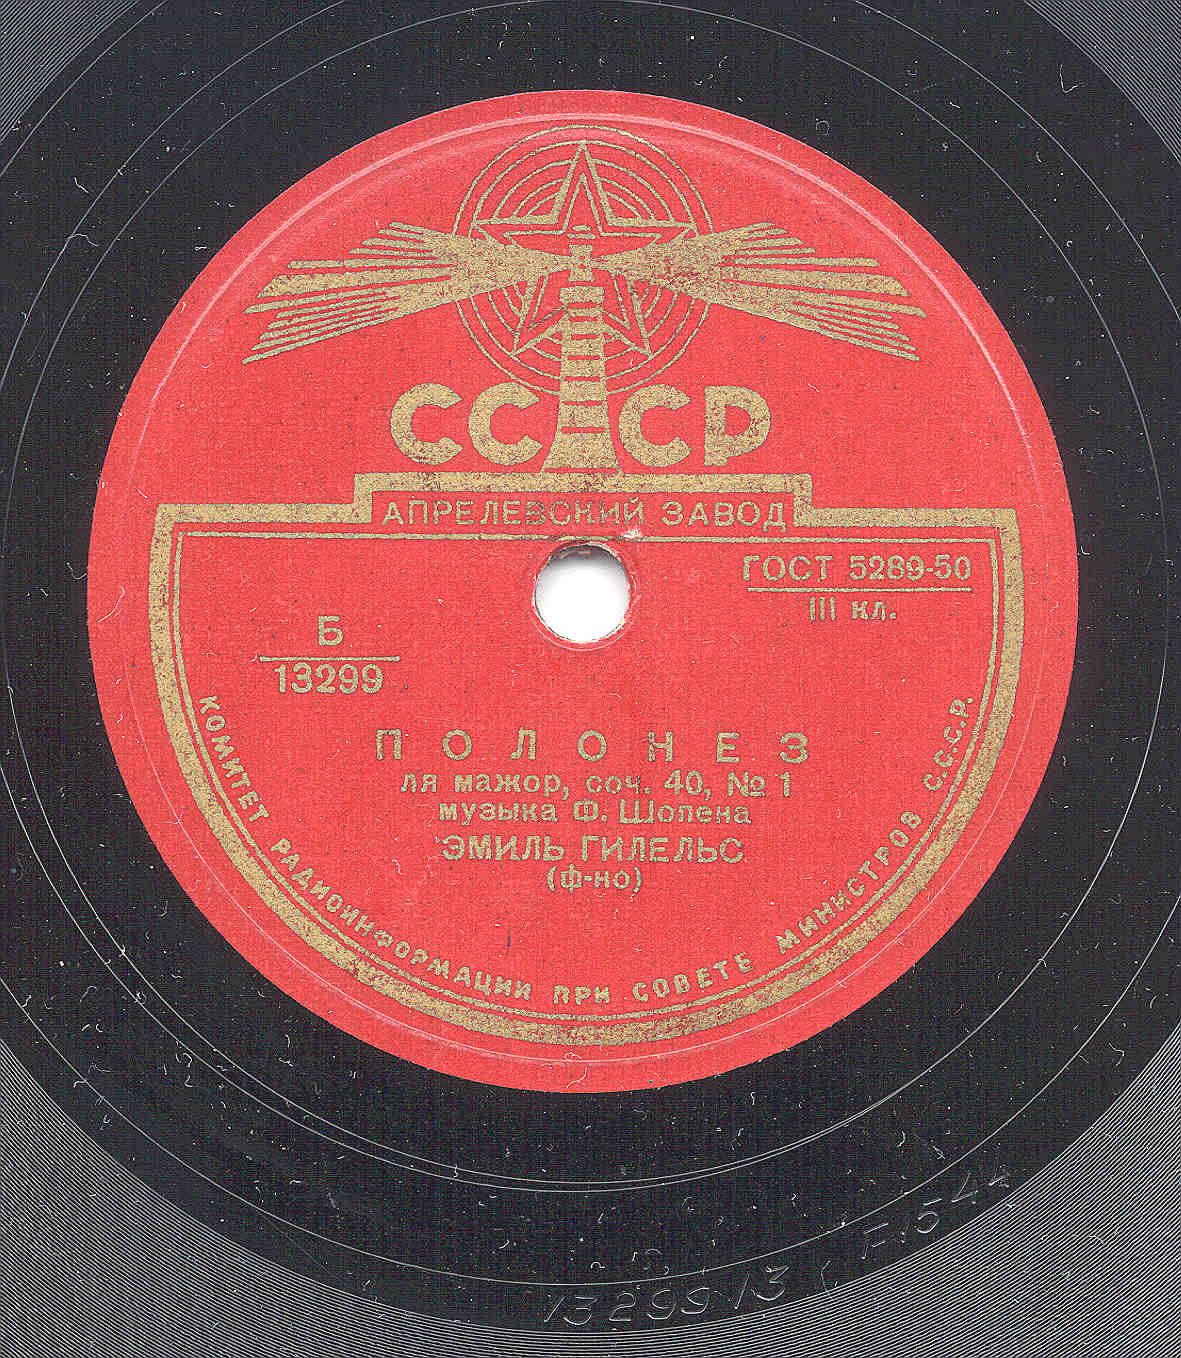 СССР
АПРЕЛЕВСКИЙ ЗАВОД
ГОСТ 5289-50
III кл.
Б
13299
ПОЛОНЕЗ
ля мажор, соч. 40, № 1
музыка Ф. Шопена
ЭМИЛЬ ГИЛЕЛЬС
(ф-но)
КОМИТЕТ РАДИОИНФОРМАЦИИ ПРИ СОВЕТЕ МИНИСТРОВ С.С.С.Р.
13299